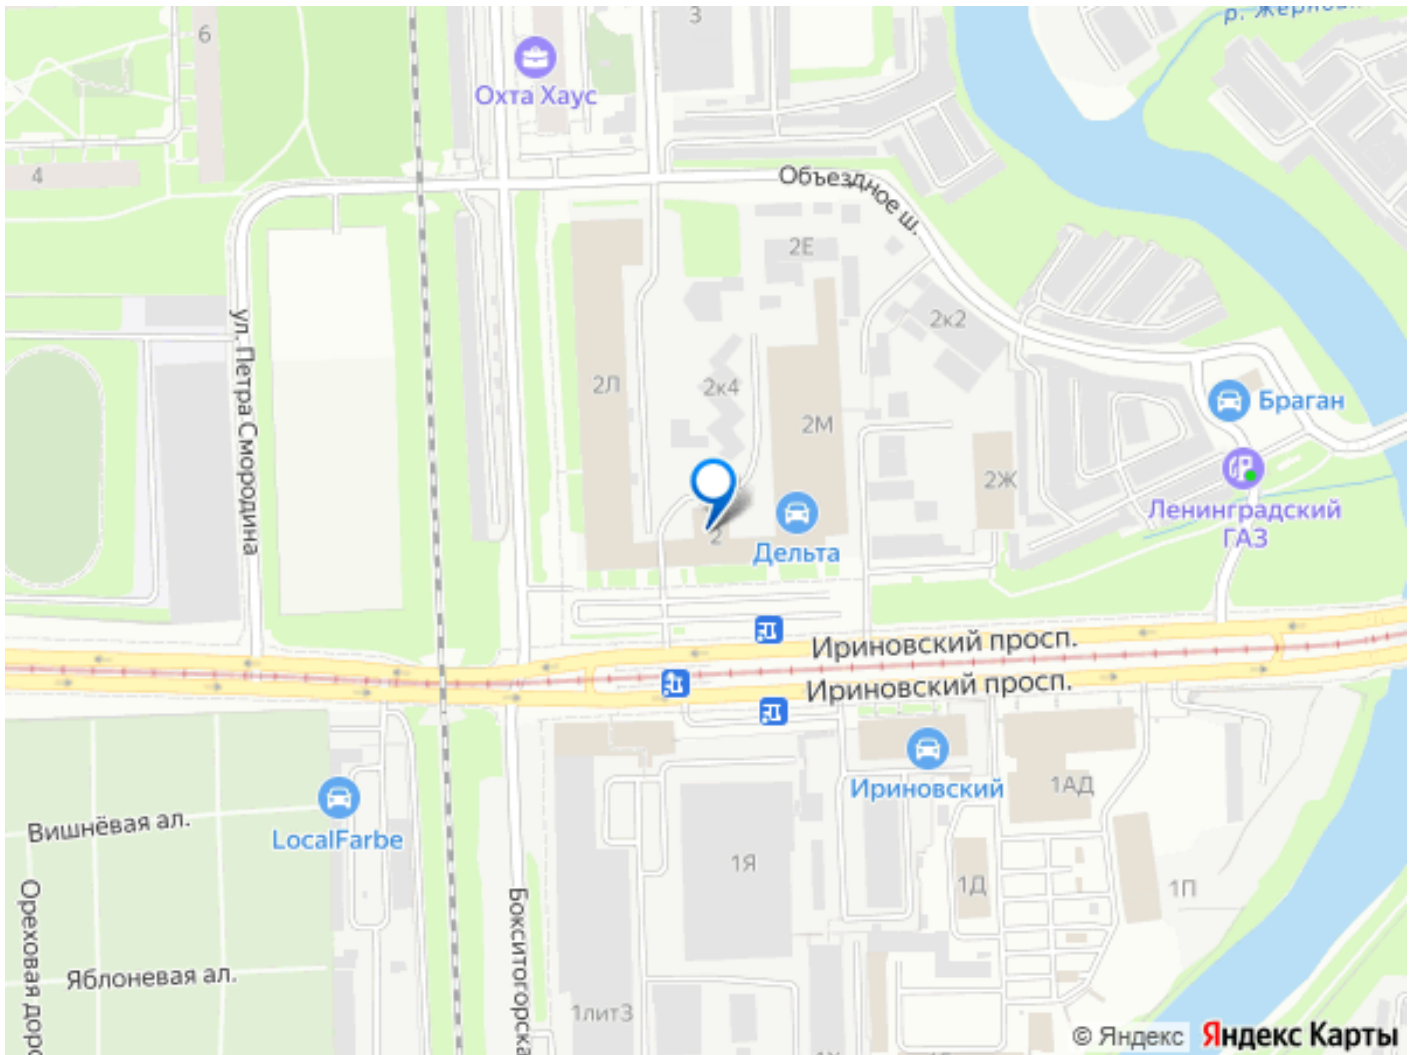 р. Жерновка
3
6
Охта Хаус
4
Объездное ш.
2Е
2к2
ул. Петра Смородина
2Л
2к4
2М
Браган
2Ж
Ленинградский
ГАЗ
2
Дельта
Ириновский просп.
Ириновский просп.
Ириновский
1АД
LocalFarbe
Вишнёвая ал.
1Я
1Д
1П
Ореховая доро
Бокситогорска
Яблоневая ал.
1лит3
© Яндекс Яндекс Карты